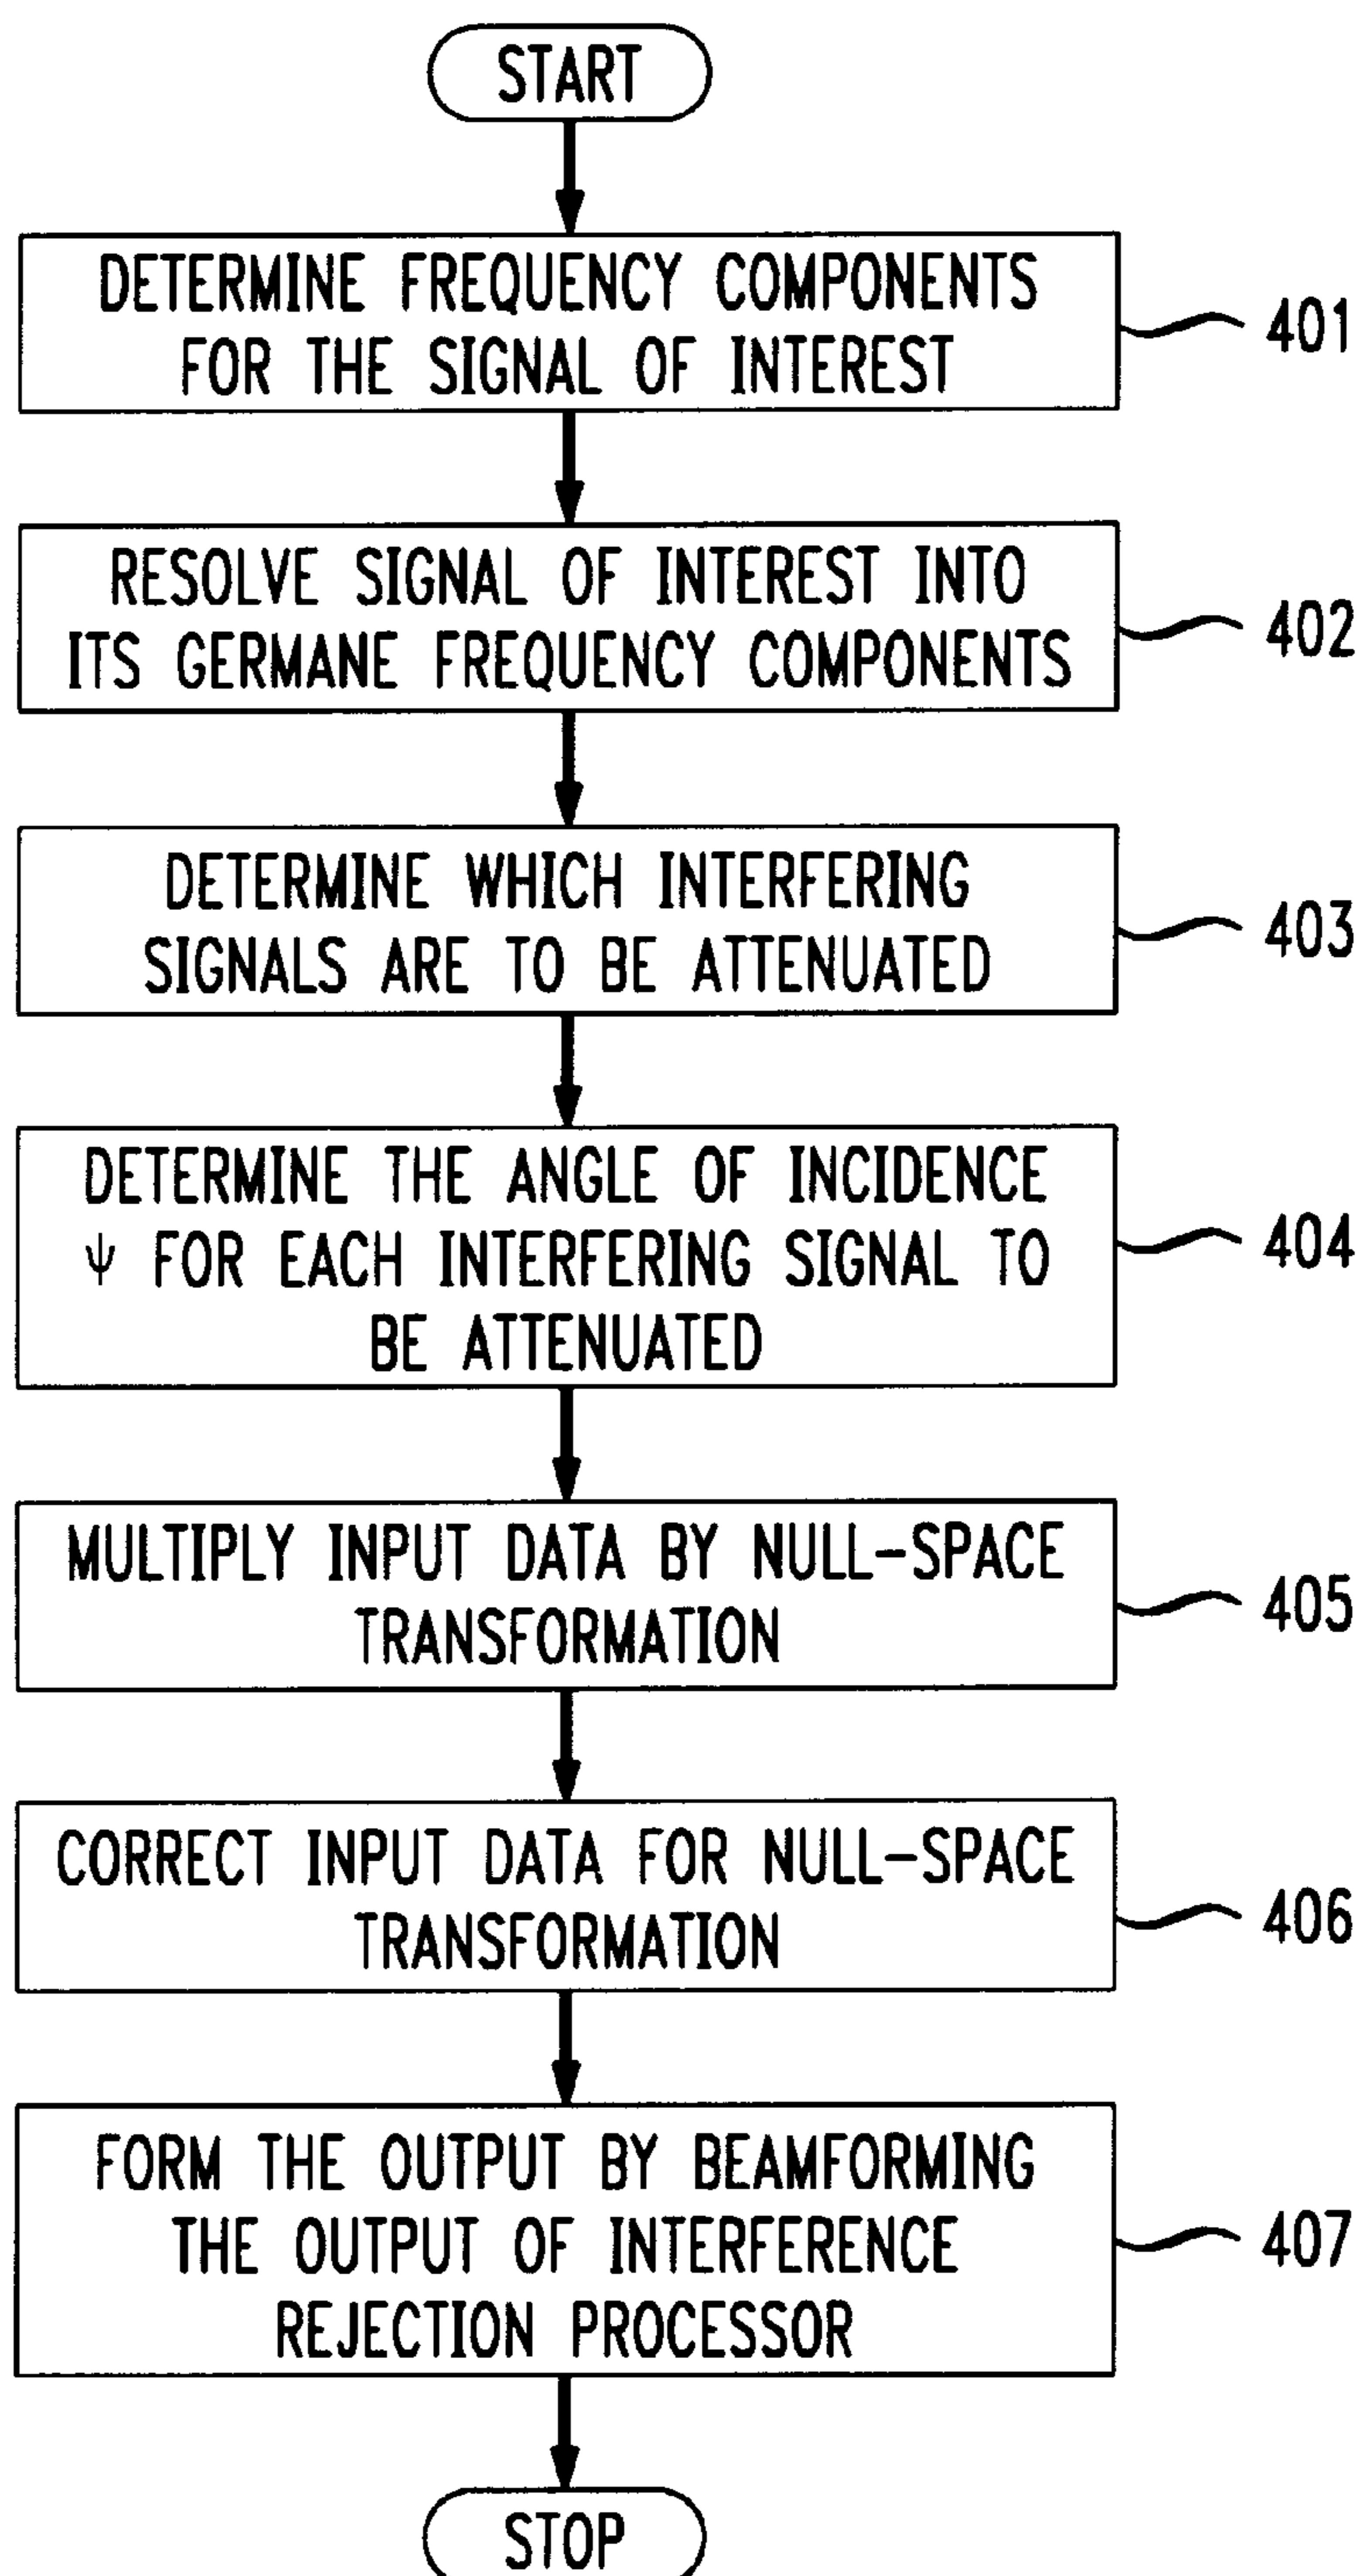 START
DETERMINE FREQUENCY COMPONENTS
FOR THE SIGNAL OF INTEREST
401
RESOLVE SIGNAL OF INTEREST INTO
ITS GERMANE FREQUENCY COMPONENTS
402
DETERMINE WHICH INTERFERING
SIGNALS ARE TO BE ATTENUATED
403
DETERMINE THE ANGLE OF INCIDENCE
ψ FOR EACH INTERFERING SIGNAL TO
BE ATTENUATED
404
MULTIPLY INPUT DATA BY NULL-SPACE
TRANSFORMATION
405
CORRECT INPUT DATA FOR NULL-SPACE
TRANSFORMATION
406
FORM THE OUTPUT BY BEAMFORMING
THE OUTPUT OF INTERFERENCE
REJECTION PROCESSOR
407
STOP